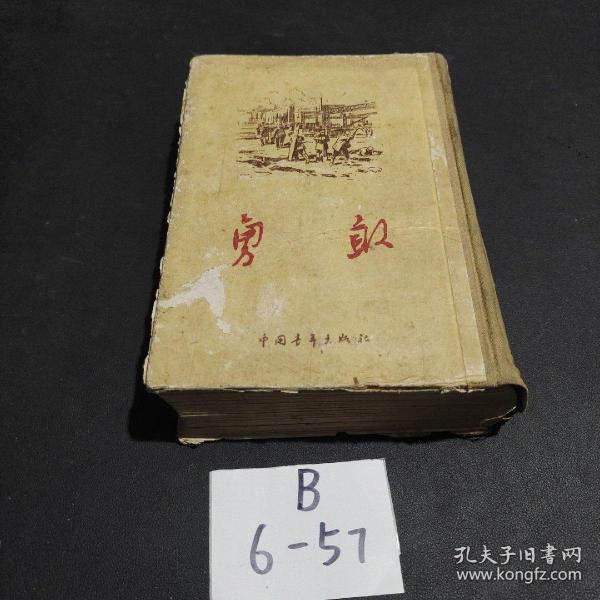 勇敢
中国青年出版社
B
6-57
孔夫子旧书网
www.kongfz.com